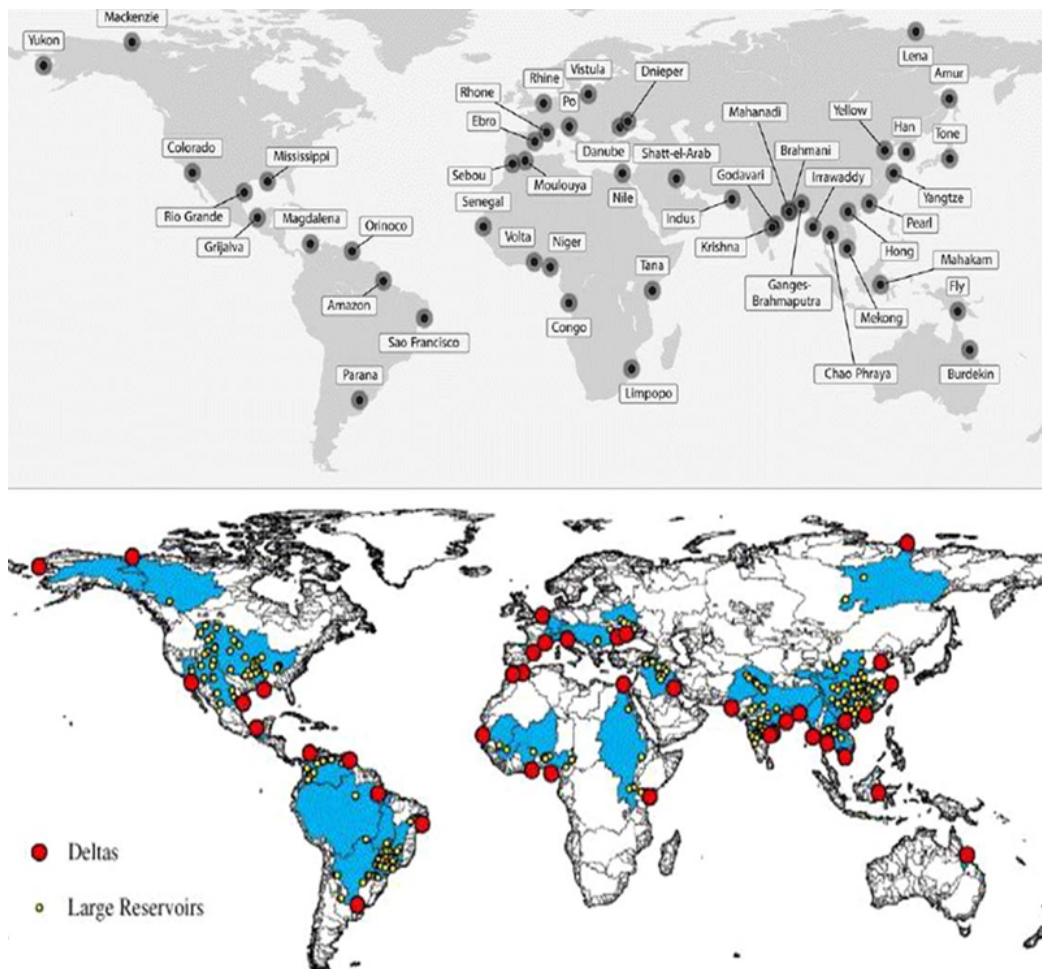 Mackenzie
Yukon
Lena
Vistula
Dnieper
Rhine
Amur
Rhone
Po
Mahanadi
Yellow
Han
Ebro
Tone
Colorado
Mississippi
Danube
Shatt-el-Arab
Brahmani
Sebou
Moulouya
Godavari
Irrawaddy
Nile
Yangtze
Rio Grande
Magdalena
Senegal
Indus
Pearl
Grijalva
Orinoco
Volta
Niger
Krishna
Hong
Tana
Mahakam
Amazon
Ganges-
Brahmaputra
Fly
Congo
Mekong
Sao Francisco
Parana
Chao Phraya
Burdekin
Limpopo
Deltas
Large Reservoirs